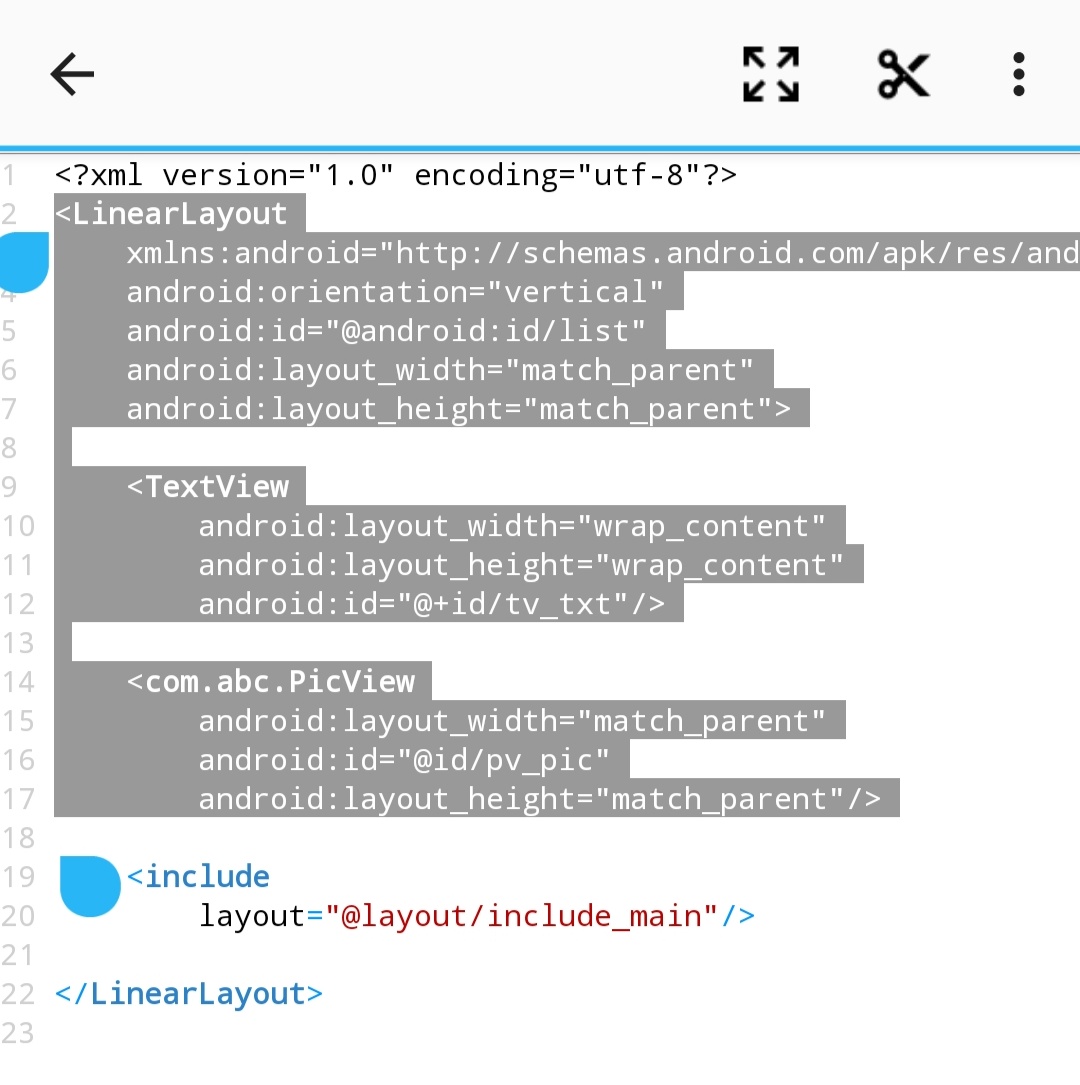 1 <?xml version="1.0" encoding="utf-8"?>
2 <LinearLayout
xmlns:android="http://schemas.android.com/apk/res/and
4 android:orientation="vertical"
5 android:id="@android:id/list"
6 android:layout_width="match_parent"
7 android:layout_height="match_parent">
8
9 <TextView
10 android:layout_width="wrap_content"
11 android:layout_height="wrap_content"
12 android:id="@+id/tv_txt"/>
13
14 <com.abc.PicView
15 android:layout_width="match_parent"
16 android:id="@id/pv_pic"
17 android:layout_height="match_parent"/>
18
19 <include
20 layout="@layout/include_main"/>
21
22 </LinearLayout>
23